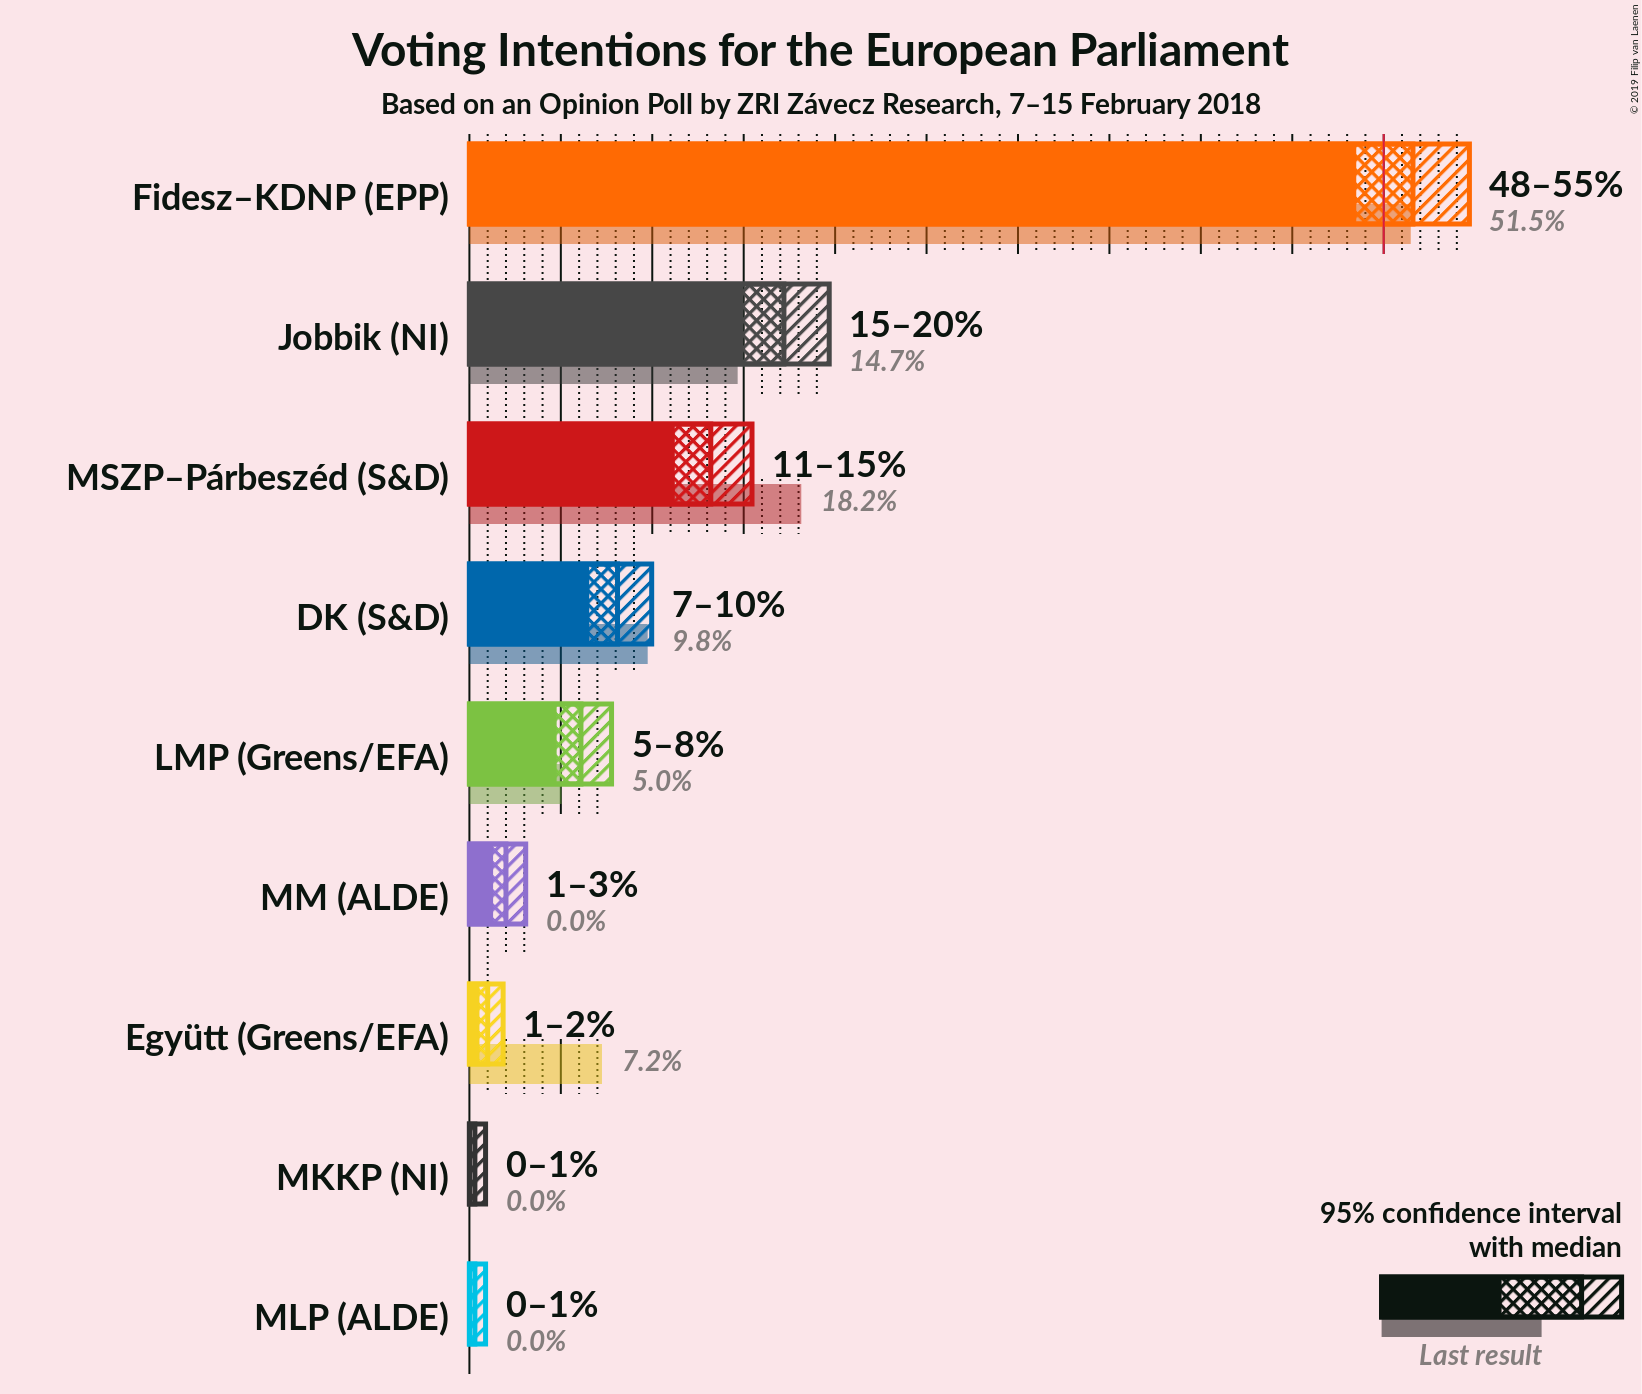 Voting Intentions for the European Parliament
Based on an Opinion Poll by ZRI Závecz Research, 7–15 February 2018
© 2019 Filip van Laenen
Fidesz–KDNP (EPP)
48–55%
51.5%
Jobbik (NI)
15–20%
14.7%
MSZP–Párbeszéd (S&D)
11–15%
18.2%
DK (S&D)
7–10%
9.8%
LMP (Greens/EFA)
5–8%
5.0%
MM (ALDE)
1–3%
0.0%
Együtt (Greens/EFA)
1–2%
7.2%
MKKP (NI)
0–1%
0.0%
MLP (ALDE)
0–1%
0.0%
95% confidence interval
with median
Last result